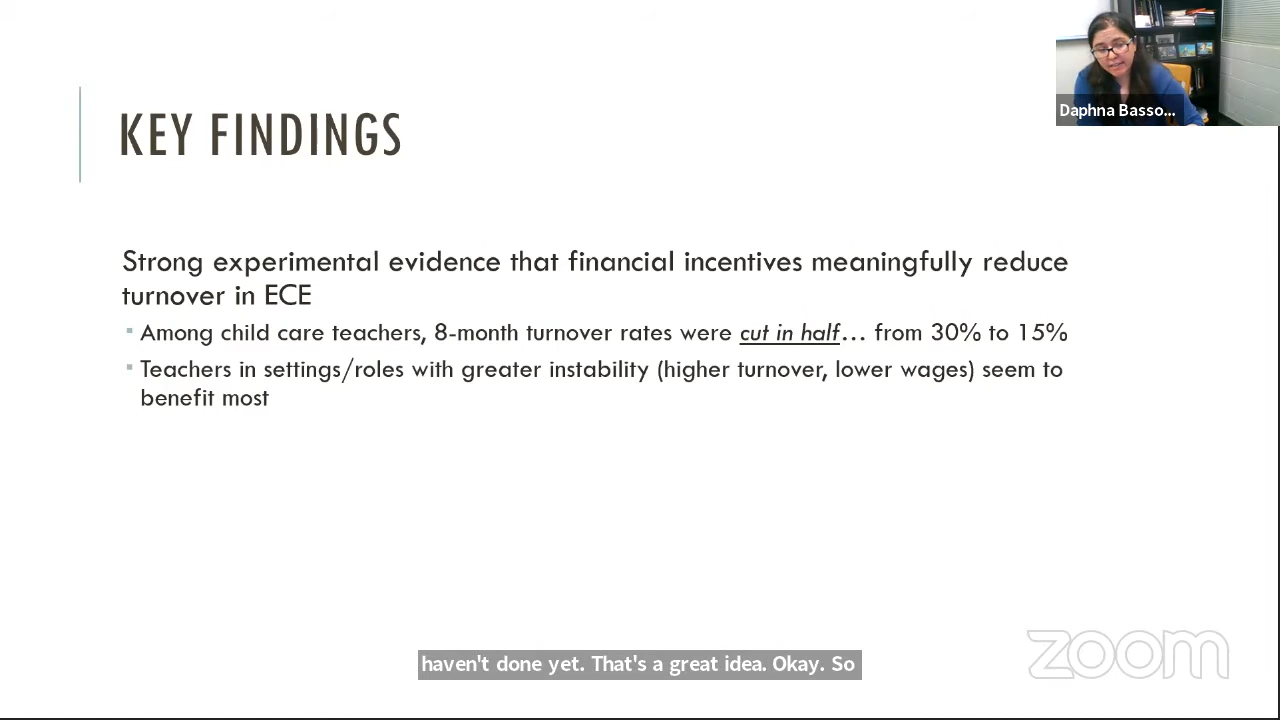 Daphna Basso...
KEY FINDINGS
Strong experimental evidence that financial incentives meaningfully reduce
turnover in ECE
▪ Among child care teachers, 8-month turnover rates were cut in half... from 30% to 15%
▪ Teachers in settings/roles with greater instability (higher turnover, lower wages) seem to
benefit most
haven't done yet. That's a great idea. Okay. So
zoom